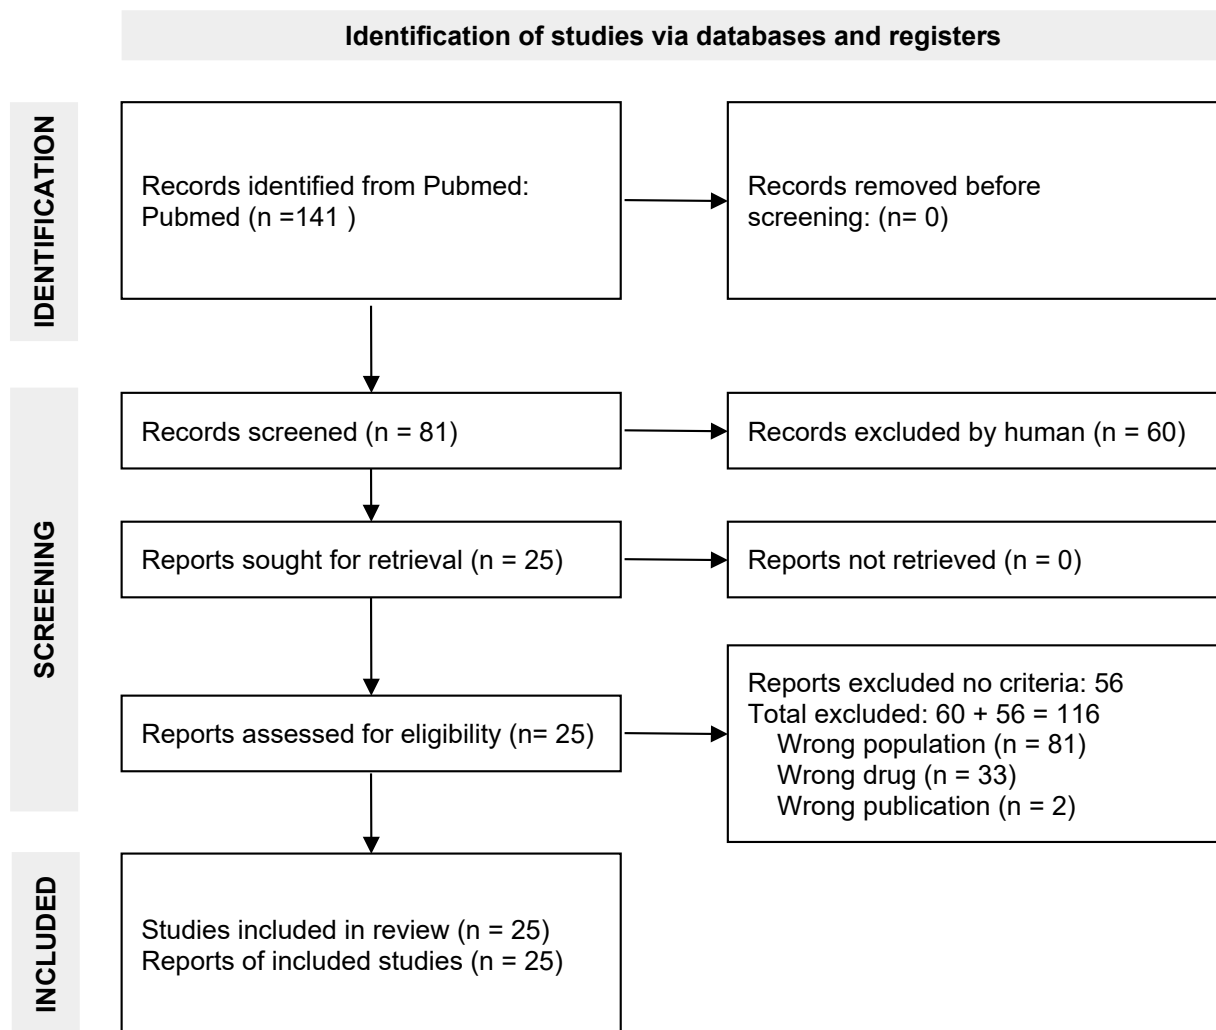 Identification of studies via databases and registers
IDENTIFICATION
Records identified from Pubmed:
Pubmed (n =141 )
Records removed before
screening: (n= 0)
SCREENING
Records screened (n = 81)
Records excluded by human (n = 60)
Reports sought for retrieval (n = 25)
Reports not retrieved (n = 0)
Reports assessed for eligibility (n= 25)
Reports excluded no criteria: 56
Total excluded: 60 + 56 = 116
Wrong population (n = 81)
Wrong drug (n = 33)
Wrong publication (n = 2)
INCLUDED
Studies included in review (n = 25)
Reports of included studies (n = 25)